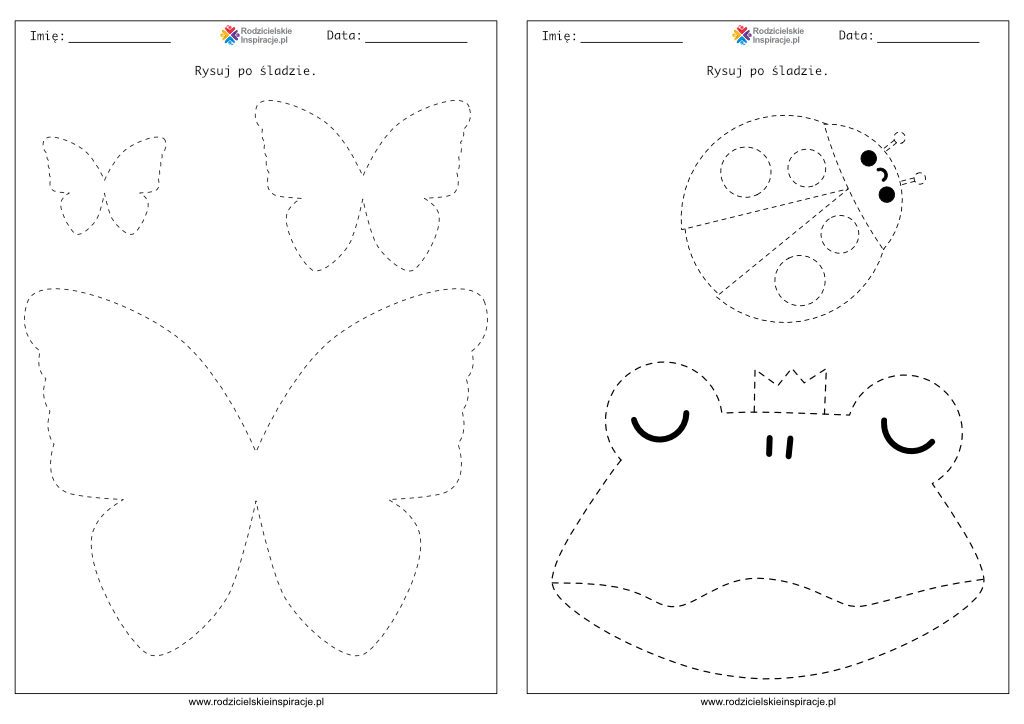 Imię:
Rodzicielskie
Inspiracje.pl
Data:
Rysuj po śladzie.
www.rodzicielskieinspiracje.pl
Imię:
Rodzicielskie
Inspiracje.pl
Data:
Rysuj po śladzie.
www.rodzicielskieinspiracje.pl